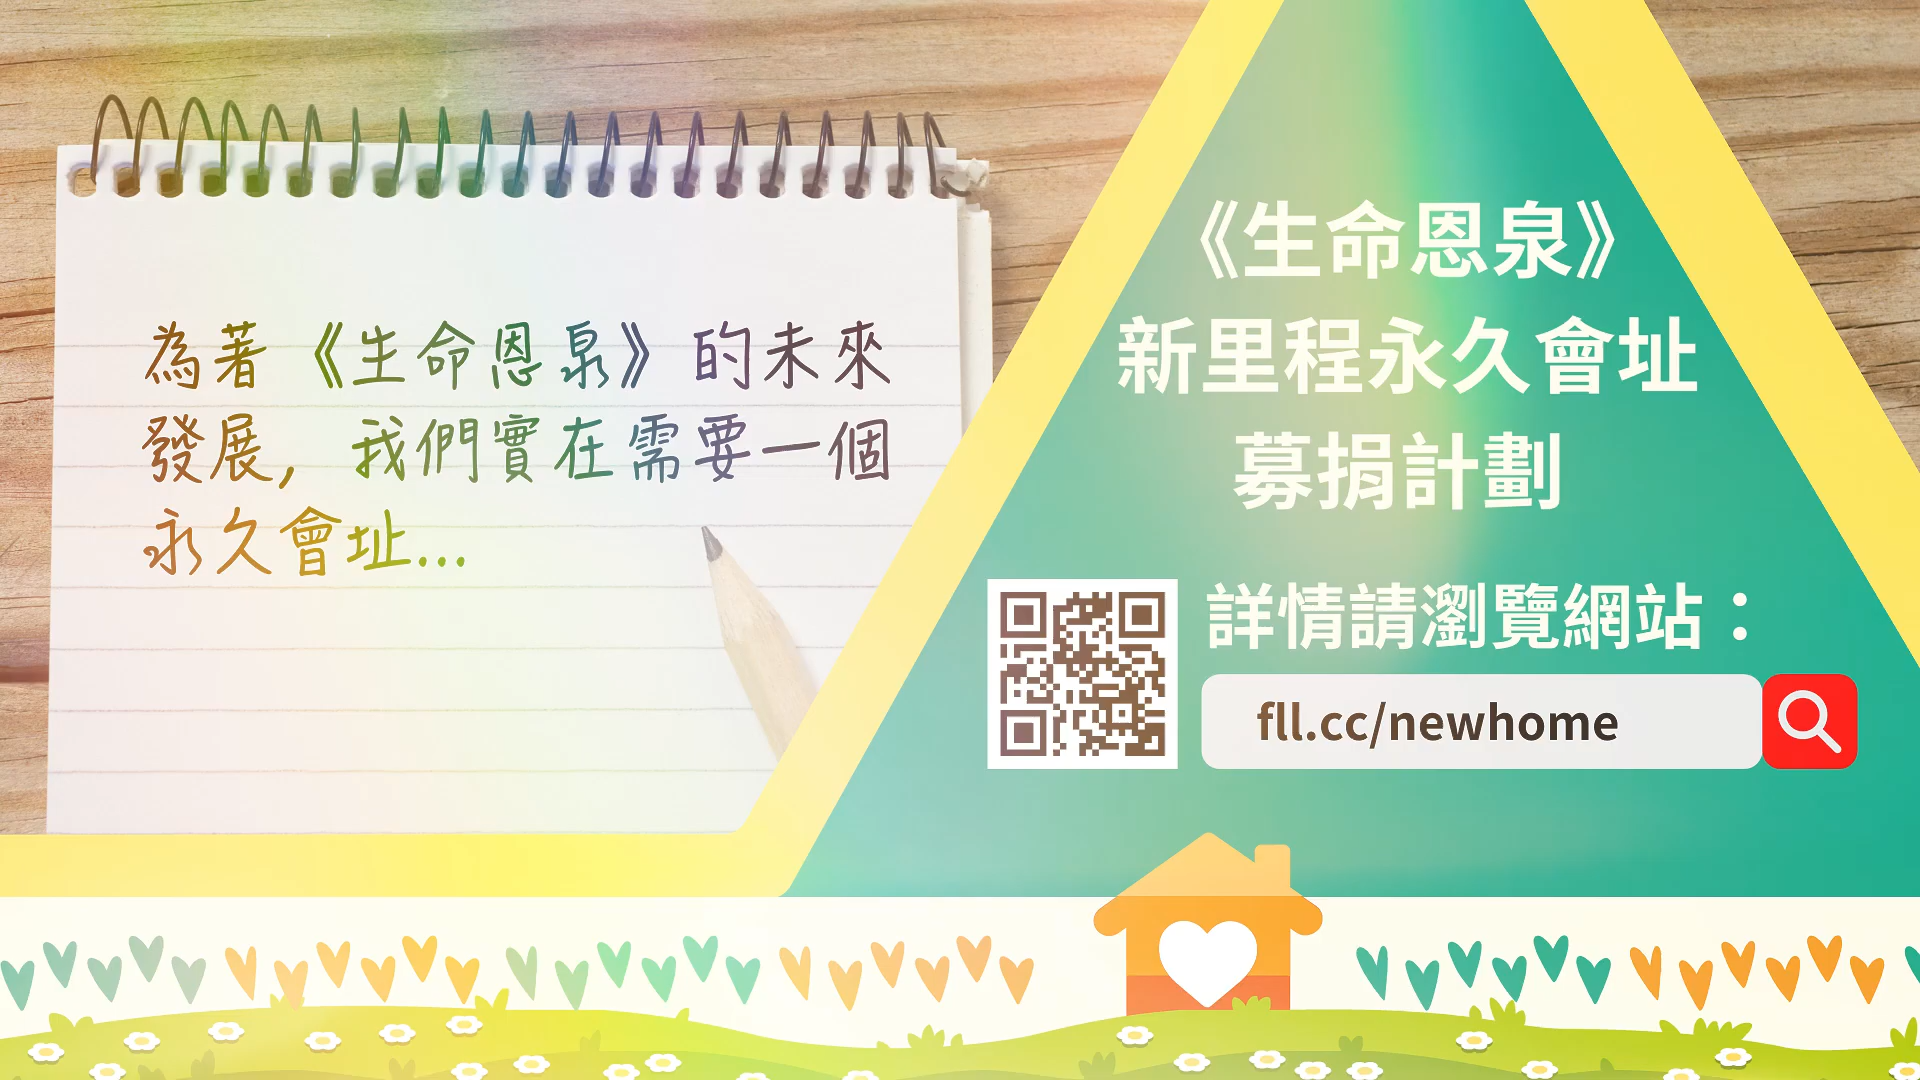 為著《生命恩泉》的未來
發展，我們實在需要一個
永久會址...
《生命恩泉》
新里程永久會址
募捐計劃
詳情請瀏覽網站：
fll.cc/newhome